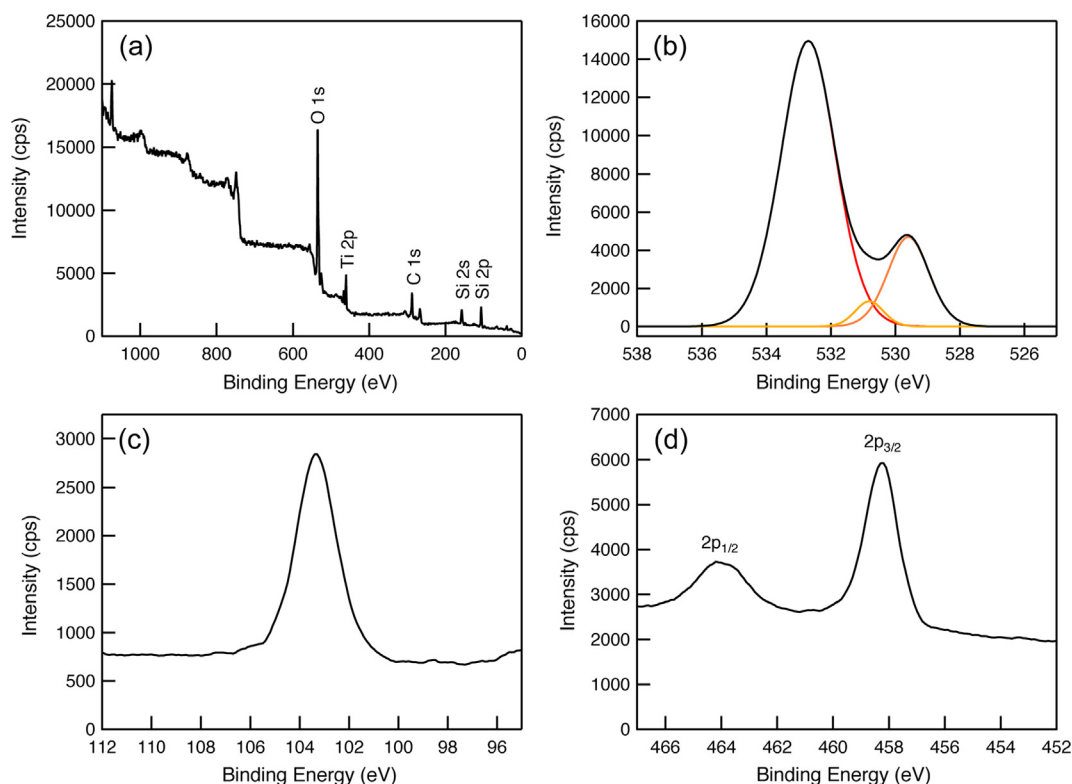 (a)
25000
20000
15000
10000
5000
0
Intensity (cps)
O 1s
Ti 2p
C 1s
Si 2s
Si 2p
1000 800 600 400 200 0
Binding Energy (eV)
(b)
16000
14000
12000
10000
8000
6000
4000
2000
0
Intensity (cps)
538 536 534 532 530 528 526
Binding Energy (eV)
(c)
3000
2500
2000
1500
1000
500
0
Intensity (cps)
112 110 108 106 104 102 100 98 96
Binding Energy (eV)
(d)
7000
6000
5000
4000
3000
2000
1000
0
Intensity (cps)
2p1/2
2p3/2
466 464 462 460 458 456 454 452
Binding Energy (eV)